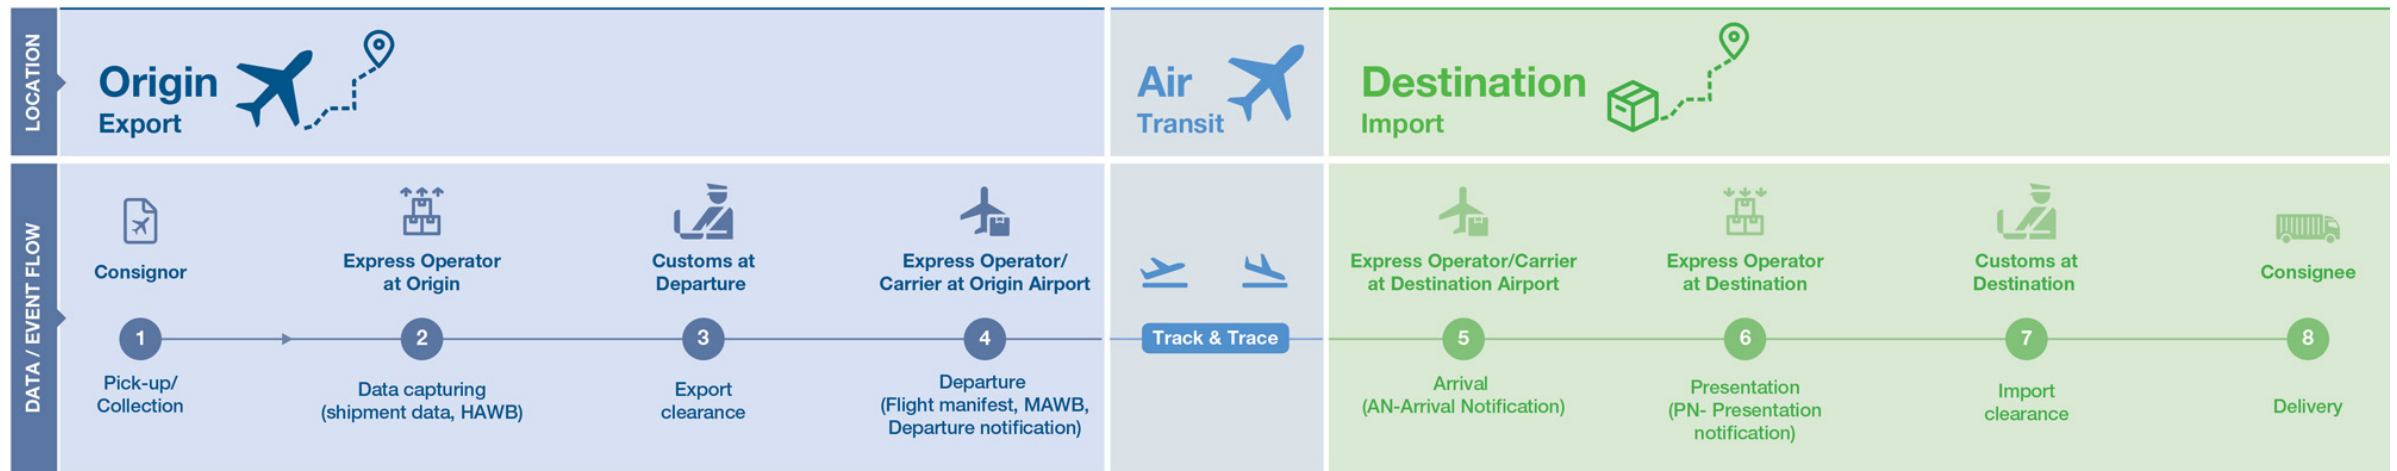 LOCATION
Origin
Export
Air
Transit
Destination
Import
DATA / EVENT FLOW
Consignor
1
Pick-up/
Collection
Express Operator
at Origin
2
Data capturing
(shipment data, HAWB)
Customs at
Departure
3
Export
clearance
Express Operator/
Carrier at Origin Airport
4
Departure
(Flight manifest, MAWB,
Departure notification)
Track & Trace
Express Operator/Carrier
at Destination Airport
5
Arrival
(AN-Arrival Notification)
Express Operator
at Destination
6
Presentation
(PN- Presentation
notification)
Customs at
Destination
7
Import
clearance
Consignee
8
Delivery